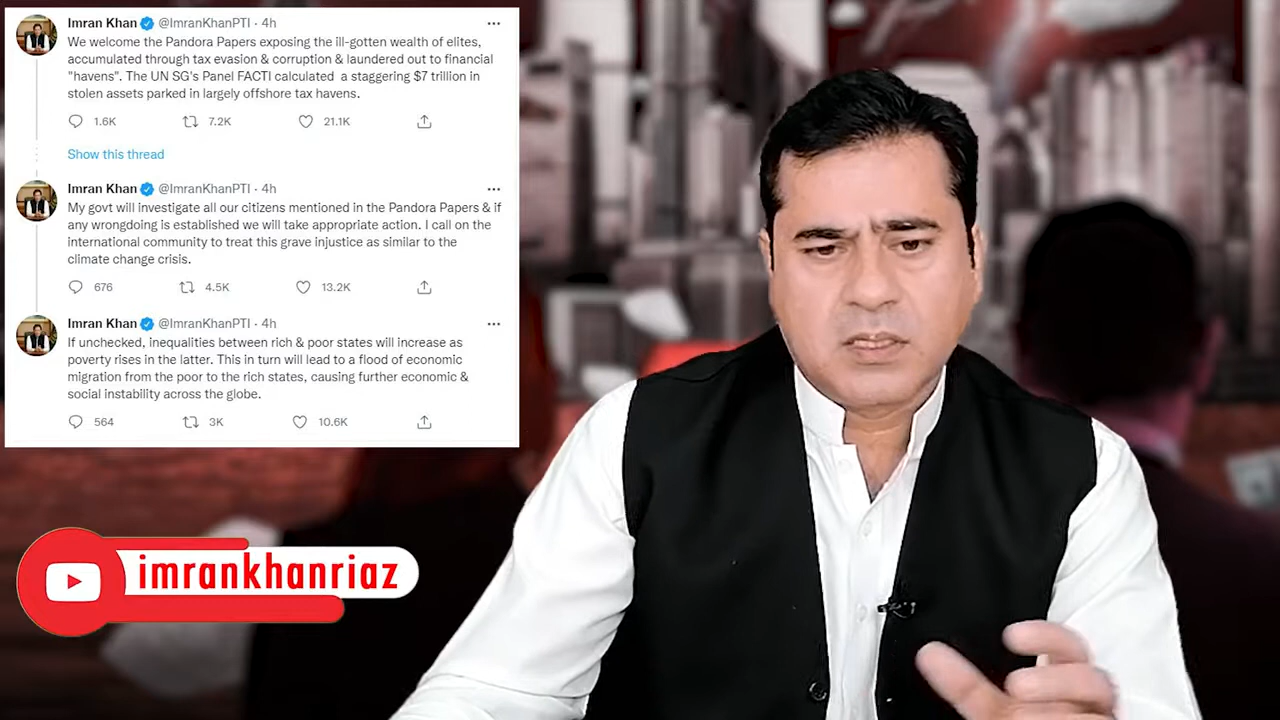 Imran Khan @ImranKhanPTI · 4h
We welcome the Pandora Papers exposing the ill-gotten wealth of elites,
accumulated through tax evasion & corruption & laundered out to financial
"havens". The UN SG's Panel FACTI calculated a staggering $7 trillion in
stolen assets parked in largely offshore tax havens.
1.6K 7.2K 21.1K
Show this thread
Imran Khan @ImranKhanPTI · 4h
My govt will investigate all our citizens mentioned in the Pandora Papers & if
any wrongdoing is established we will take appropriate action. I call on the
international community to treat this grave injustice as similar to the
climate change crisis.
676 4.5K 13.2K
Imran Khan @ImranKhanPTI · 4h
If unchecked, inequalities between rich & poor states will increase as
poverty rises in the latter. This in turn will lead to a flood of economic
migration from the poor to the rich states, causing further economic &
social instability across the globe.
564 3K 10.6K
imrankhanriaz